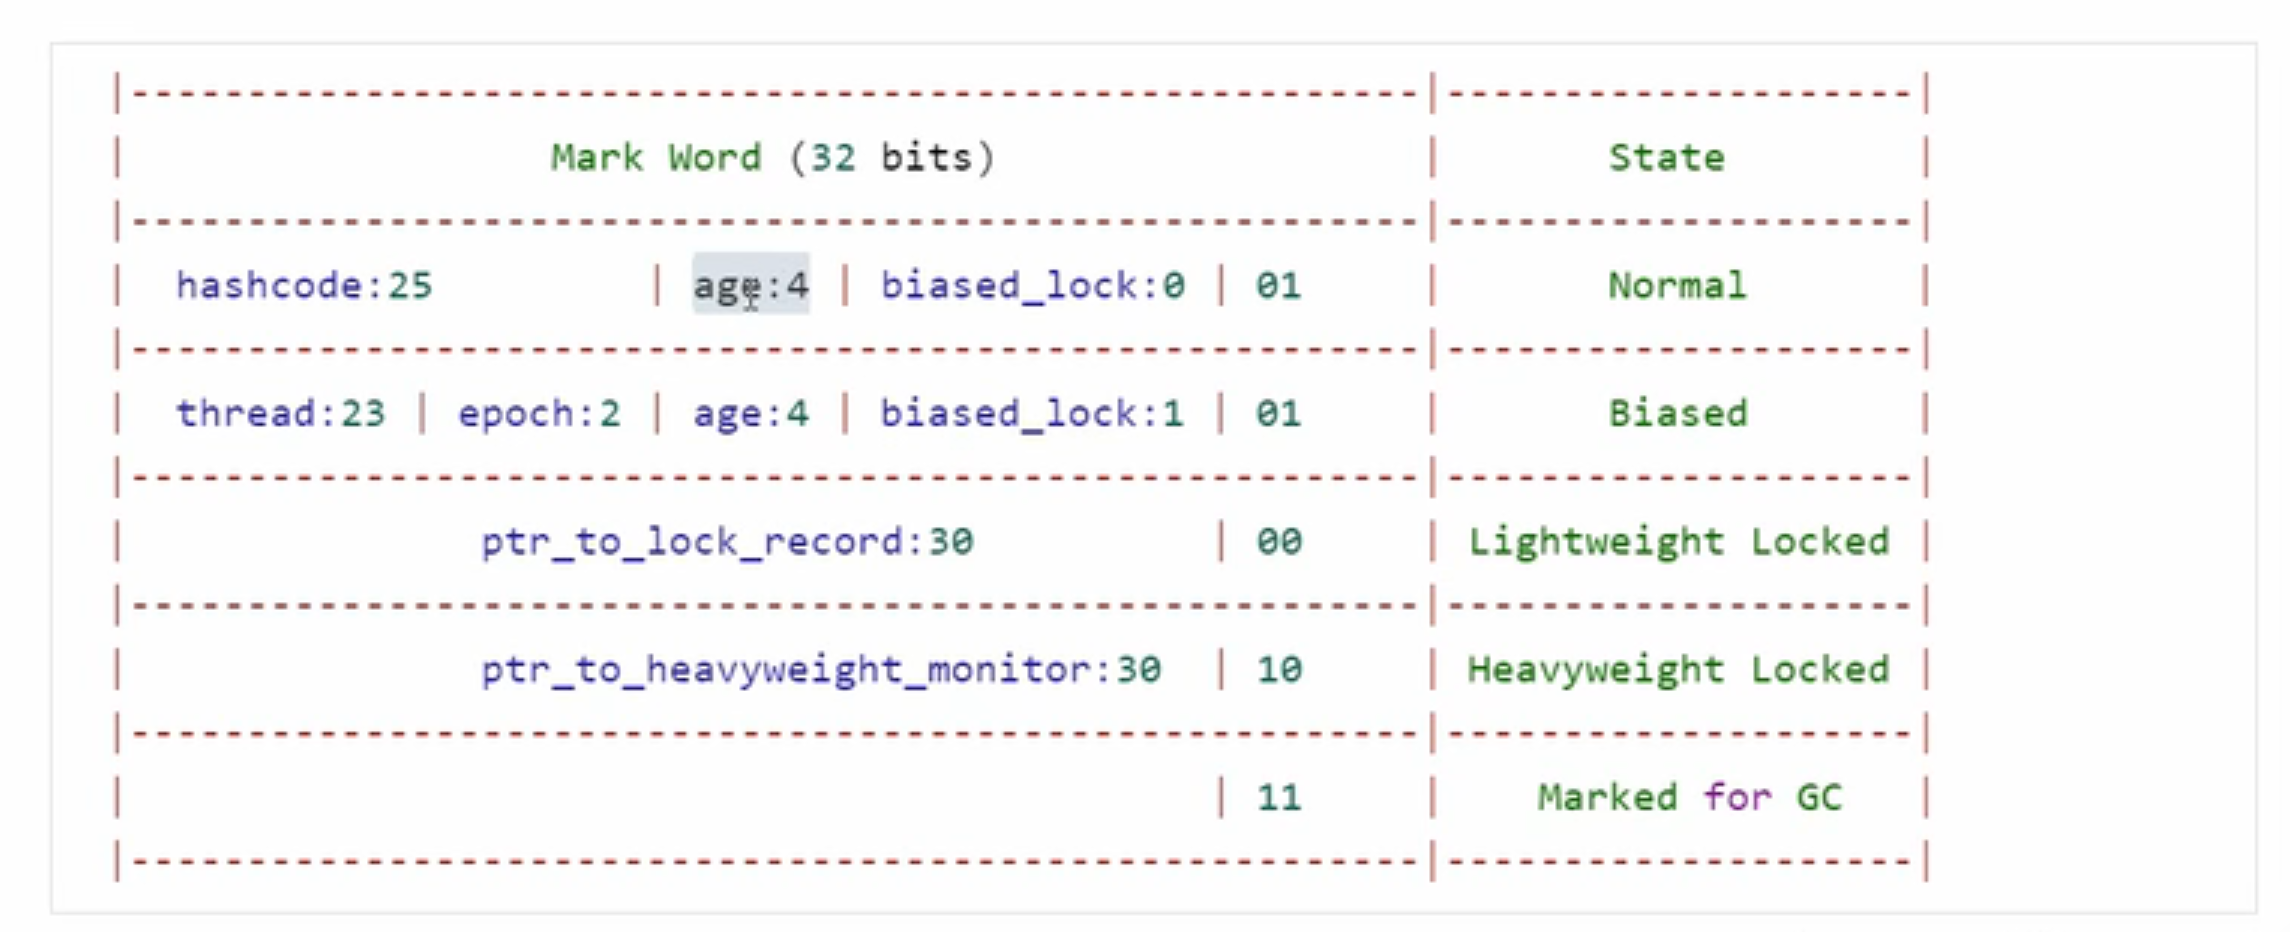 |-------------------------------------------------------|--------------------|
|                  Mark Word (32 bits)                  |       State        |
|-------------------------------------------------------|--------------------|
|  hashcode:25         | age:4 | biased_lock:0 | 01     |       Normal       |
|-------------------------------------------------------|--------------------|
|  thread:23 | epoch:2 | age:4 | biased_lock:1 | 01     |       Biased       |
|-------------------------------------------------------|--------------------|
|               ptr_to_lock_record:30          | 00     | Lightweight Locked |
|-------------------------------------------------------|--------------------|
|               ptr_to_heavyweight_monitor:30  | 10     | Heavyweight Locked |
|-------------------------------------------------------|--------------------|
|                                              | 11     |    Marked for GC   |
|-------------------------------------------------------|--------------------|